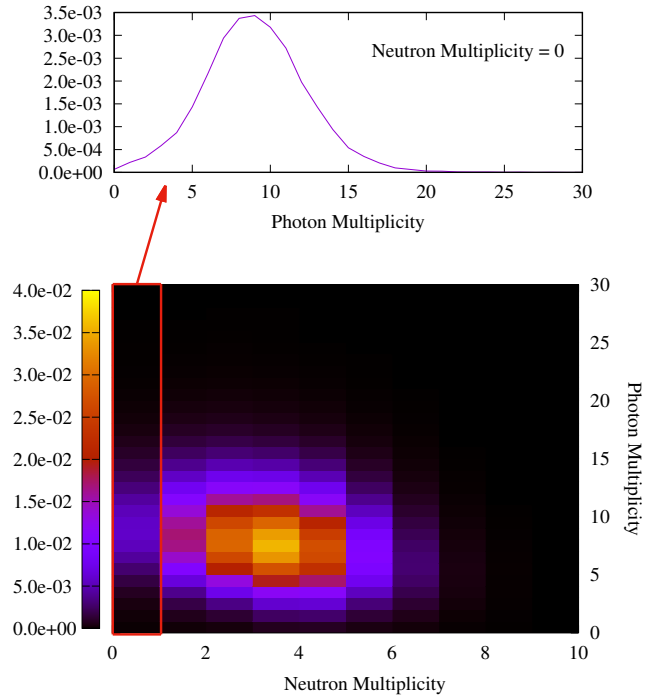 3.5e-03
3.0e-03
2.5e-03
2.0e-03
1.5e-03
1.0e-03
5.0e-04
0.0e+00
Neutron Multiplicity = 0
0 5 10 15 20 25 30
Photon Multiplicity
4.0e-02
3.5e-02
3.0e-02
2.5e-02
2.0e-02
1.5e-02
1.0e-02
5.0e-03
0.0e+00
30
25
20
15
10
5
0
Photon Multiplicity
0 2 4 6 8 10
Neutron Multiplicity